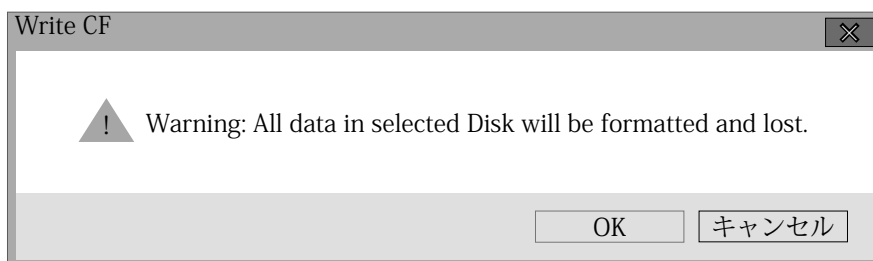 Write CF
! Warning: All data in selected Disk will be formatted and lost.
OK キャンセル